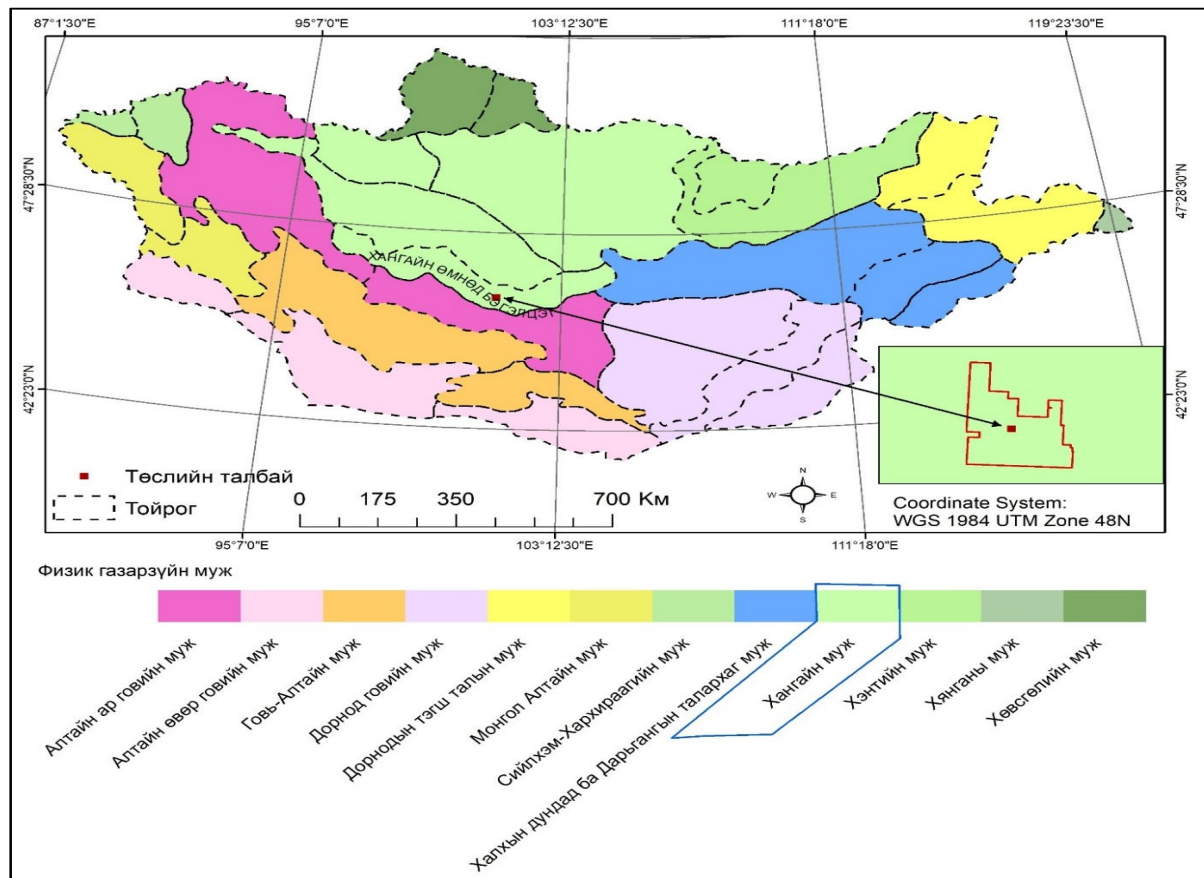 87°1'30"E 95°7'0"E 103°12'30"E 111°18'0"E 119°23'30"E
47°28'30"N
47°28'30"N
42°23'0"N
42°23'0"N
ХАНГАЙН ӨМНӨД БЭ ГЭЛЦЭТ
Төслийн талбай
Тойрог
0 175 350 700 Км
N
W E
S
Coordinate System:
WGS 1984 UTM Zone 48N
95°7'0"E 103°12'30"E 111°18'0"E
Физик газарзүйн муж
Алтайн ар говийн муж
Алтайн өвөр говийн муж
Говь-Алтайн муж
Дорнод говийн муж
Дорнодын тэгш талын муж
Монгол Алтайн муж
Сийлхэм-Хархираагийн муж
Халхын дундад ба Дарьгангын талархаг муж
Хангайн муж
Хэнтийн муж
Хянганы муж
Хөвсгөлийн муж